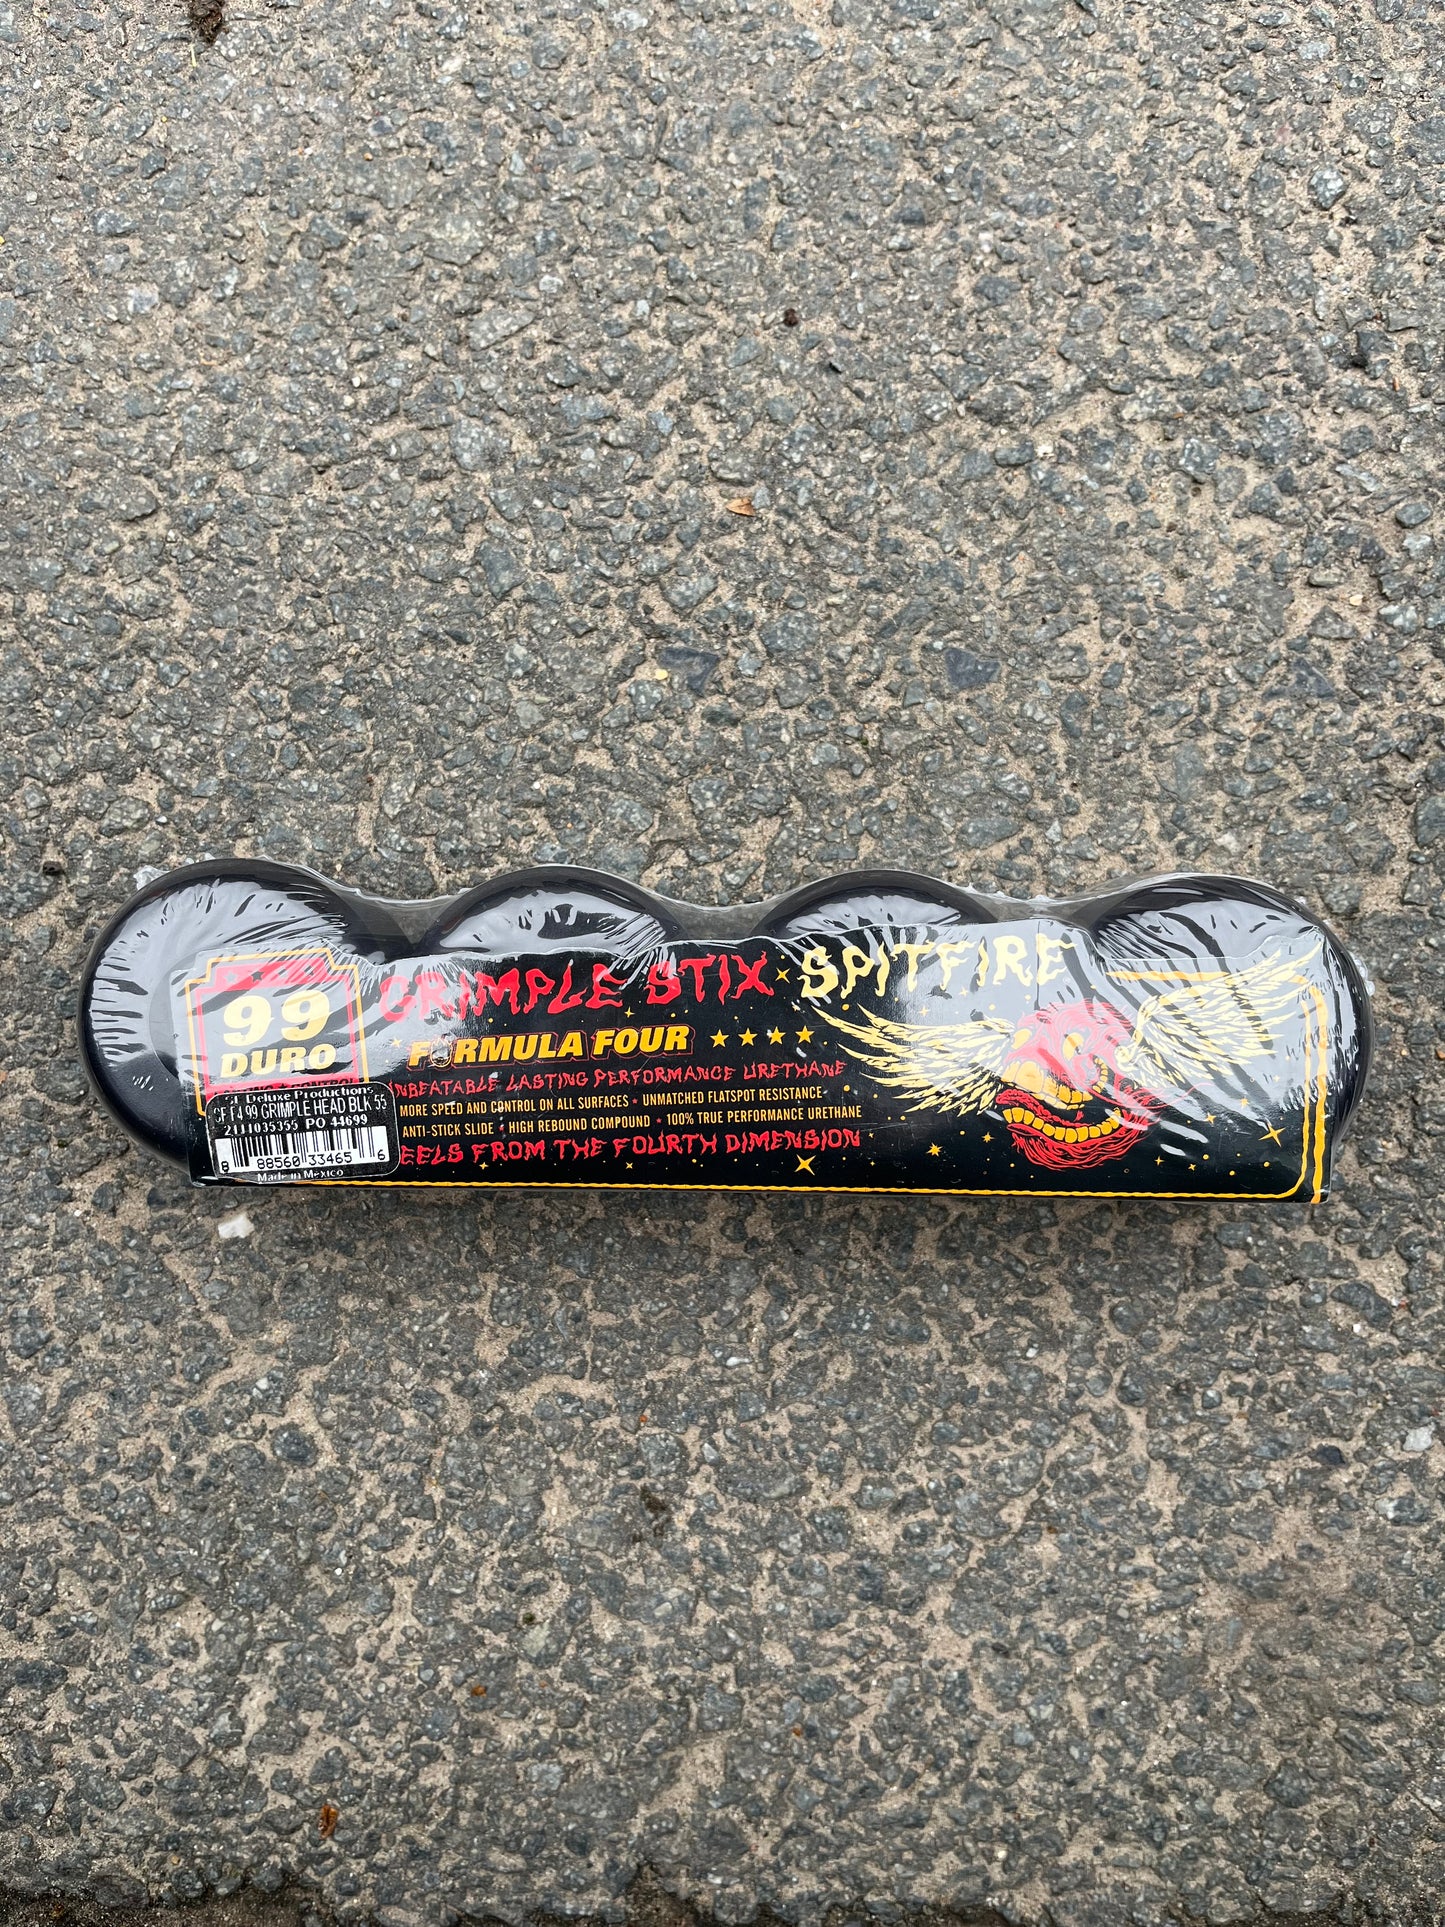 GRIMPLE STIX SPITFIRE
99
DURO
FORMULA FOUR
LASTING PERFORMANCE URETHANE
MORE SPEED AND CONTROL ON ALL SURFACES ★ UNMATCHED FLATSPOT RESISTANCE
ANTI-STICK SLIDE ★ HIGH REBOUND COMPOUND ★ 100% TRUE PERFORMANCE URETHANE
FROM THE FOURTH DIMENSION
Deluxe Productions
SF F4 99 GRIMPLE HEAD BLK 55
PO 44699
8 88560 33465 6
Made in Mexico